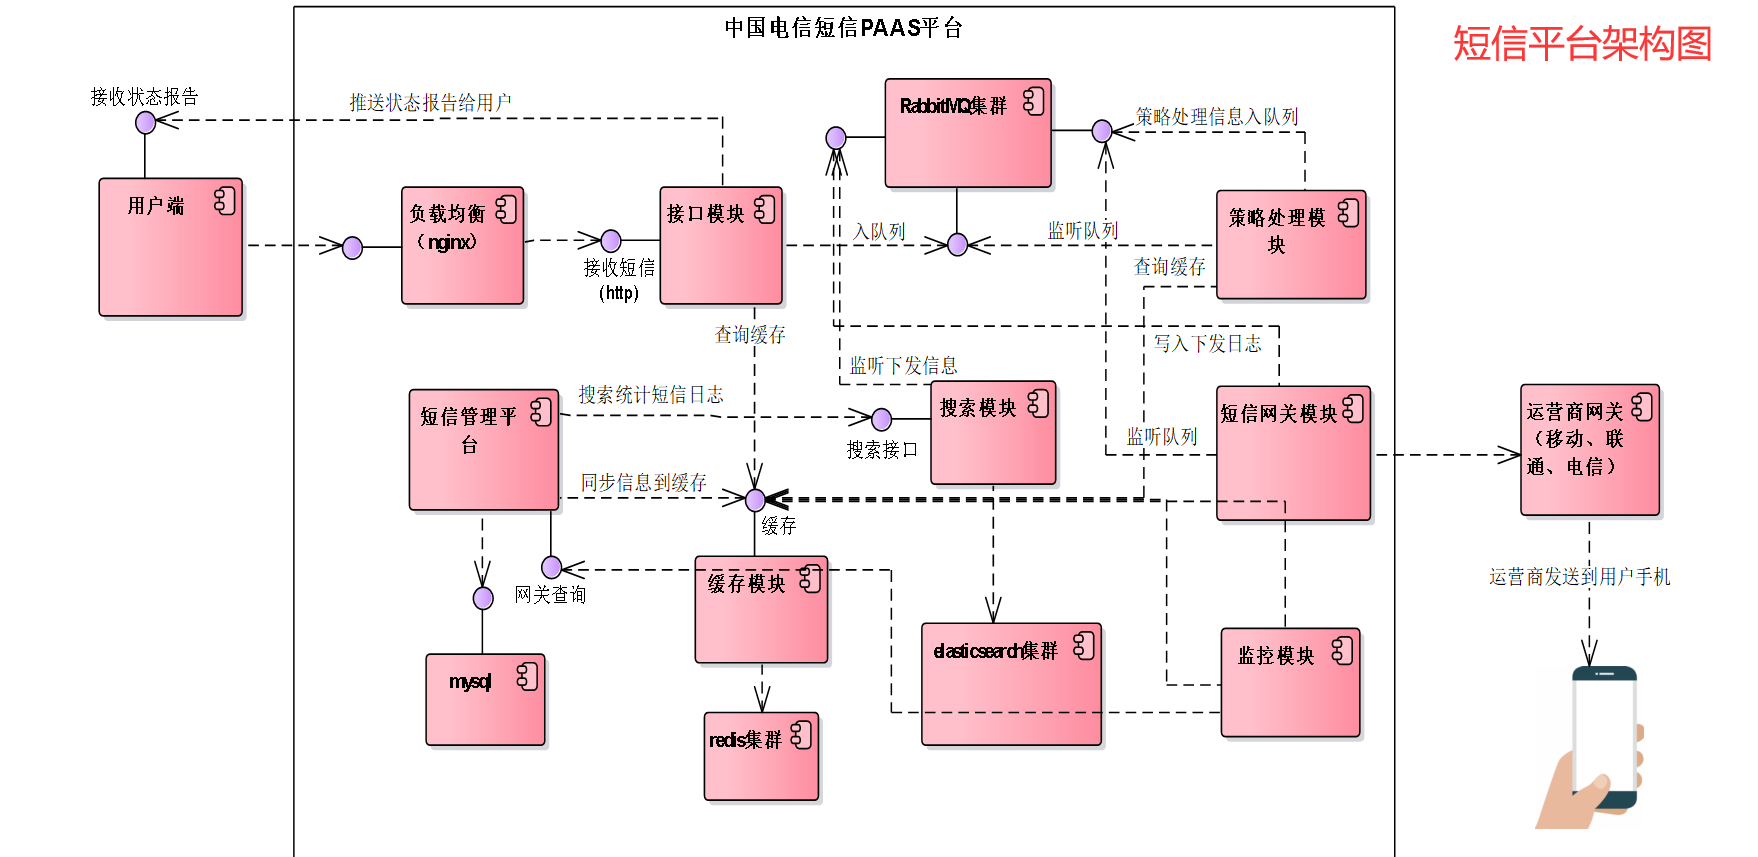 中国电信短信PAAS平台
短信平台架构图
接收状态报告
推送状态报告给用户
RabbitMQ集群
策略处理信息入队列
用户端
负载均衡
（nginx）
接口模块
策略处理模
块
入队列
监听队列
接收短信
(http)
查询缓存
查询缓存
写入下发日志
监听下发信息
短信管理平
台
搜索统计短信日志
搜索模块
短信网关模块
运营商网关
（移动、联
通、电信）
监听队列
搜索接口
同步信息到缓存
缓存
网关查询
缓存模块
运营商发送到用户手机
elasticsearch集群
监控模块
mysql
redis集群